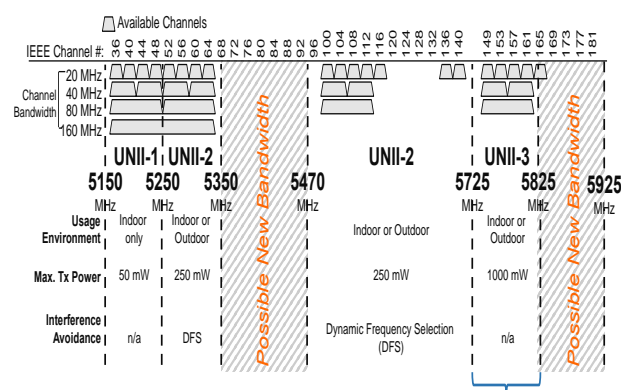 Available Channels
IEEE Channel #: 36 40 44 48 52 56 60 64 68 72 76 80 84 88 92 96 100 104 108 112 116 120 124 128 132 136 140 149 153 157 161 165 169 173 177 181
Channel Bandwidth
20 MHz
40 MHz
80 MHz
160 MHz
UNII-1 UNII-2 UNII-2 UNII-3
5150 MHz 5250 MHz 5350 MHz 5470 MHz 5725 MHz 5825 MHz 5925 MHz
Possible New Bandwidth
Possible New Bandwidth
Usage Environment
Indoor only
Indoor or Outdoor
Indoor or Outdoor
Indoor or Outdoor
Max. Tx Power 50 mW 250 mW 250 mW 1000 mW
Interference Avoidance
n/a
DFS
Dynamic Frequency Selection
(DFS)
n/a